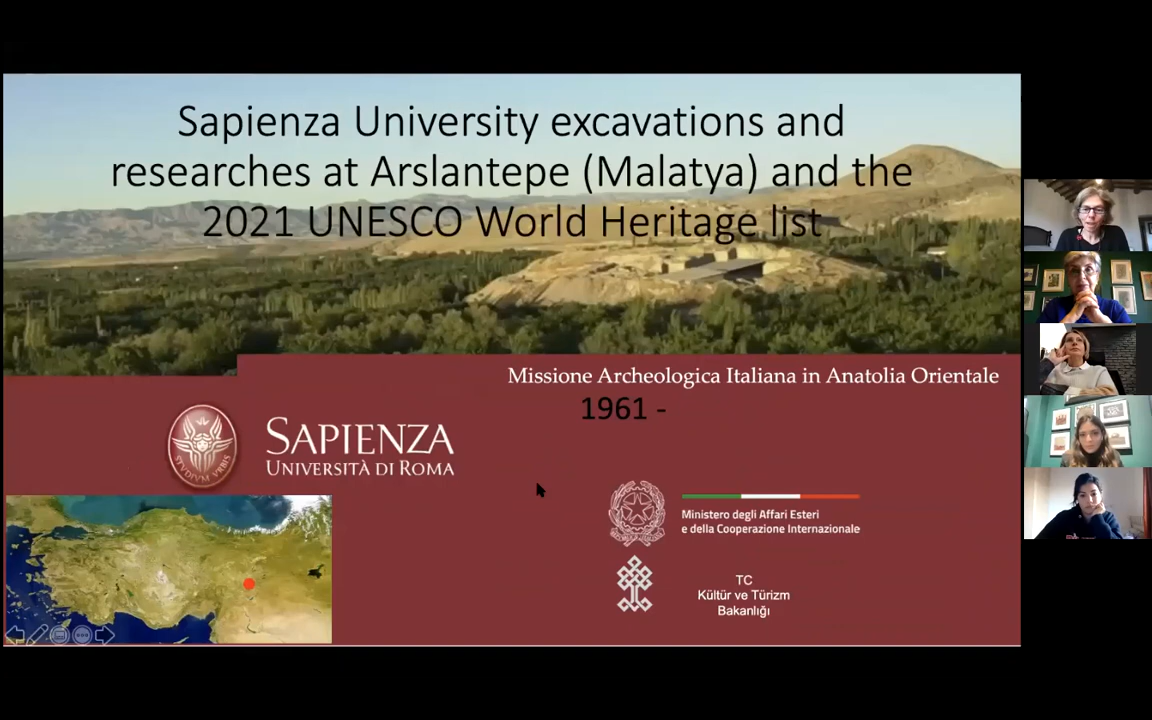 Sapienza University excavations and
researches at Arslantepe (Malatya) and the
2021 UNESCO World Heritage list
Missione Archeologica Italiana in Anatolia Orientale
1961 -
SAPIENZA
UNIVERSITÀ DI ROMA
STVDIVM VRBIS
Ministero degli Affari Esteri
e della Cooperazione Internazionale
TC
Kültür ve Türizm
Bakanlığı